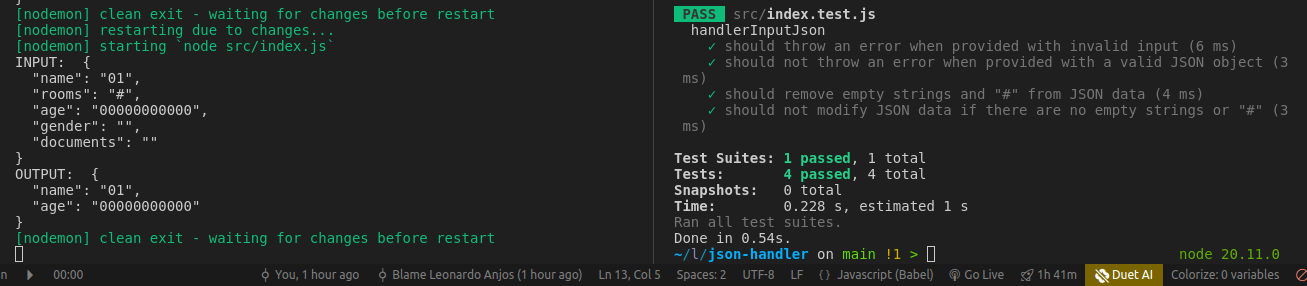 }
[nodemon] clean exit - waiting for changes before restart
[nodemon] restarting due to changes...
[nodemon] starting `node src/index.js`
INPUT:  {
  "name": "01",
  "rooms": "#",
  "age": "00000000000",
  "gender": "",
  "documents": ""
}
OUTPUT:  {
  "name": "01",
  "age": "00000000000"
}
[nodemon] clean exit - waiting for changes before restart
PASS  src/index.test.js
  handlerInputJson
    ✓ should throw an error when provided with invalid input (6 ms)
    ✓ should not throw an error when provided with a valid JSON object (3
 ms)
    ✓ should remove empty strings and "#" from JSON data (4 ms)
    ✓ should not modify JSON data if there are no empty strings or "#" (3
 ms)
Test Suites: 1 passed, 1 total
Tests:       4 passed, 4 total
Snapshots:   0 total
Time:        0.228 s, estimated 1 s
Ran all test suites.
Done in 0.54s.
~/l/json-handler on main !1 > node 20.11.0
n 00:00 You, 1 hour ago Blame Leonardo Anjos (1 hour ago) Ln 13, Col 5 Spaces: 2 UTF-8 LF {} Javascript (Babel) Go Live 1h 41m Duet AI Colorize: 0 variables